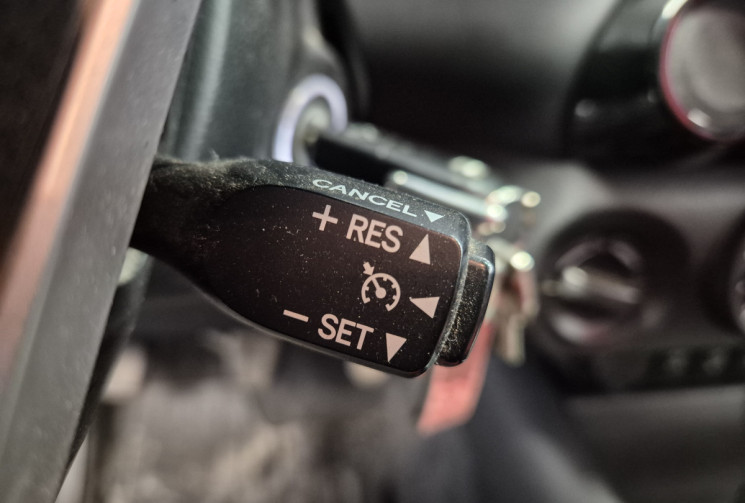 CANCEL ▼
+ RES ▲
◀
− SET ▼